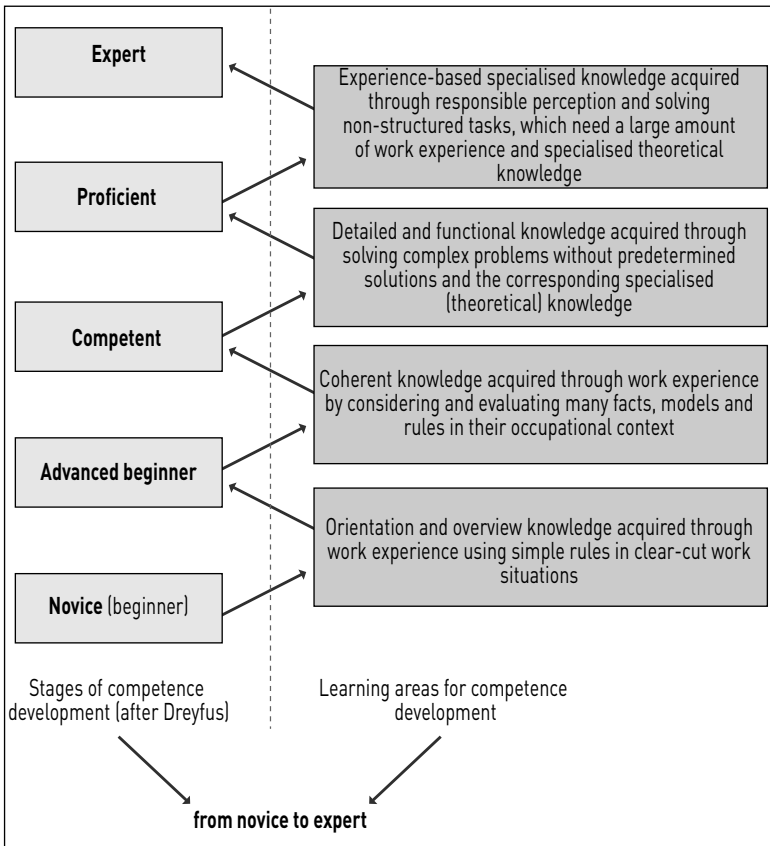 Expert
Experience-based specialised knowledge acquired
through responsible perception and solving
non-structured tasks, which need a large amount
of work experience and specialised theoretical
knowledge
Proficient
Detailed and functional knowledge acquired through
solving complex problems without predetermined
solutions and the corresponding specialised
(theoretical) knowledge
Competent
Coherent knowledge acquired through work experience
by considering and evaluating many facts, models and
rules in their occupational context
Advanced beginner
Orientation and overview knowledge acquired through
work experience using simple rules in clear-cut work
situations
Novice (beginner)
Stages of competence
development (after Dreyfus)
Learning areas for competence
development
from novice to expert